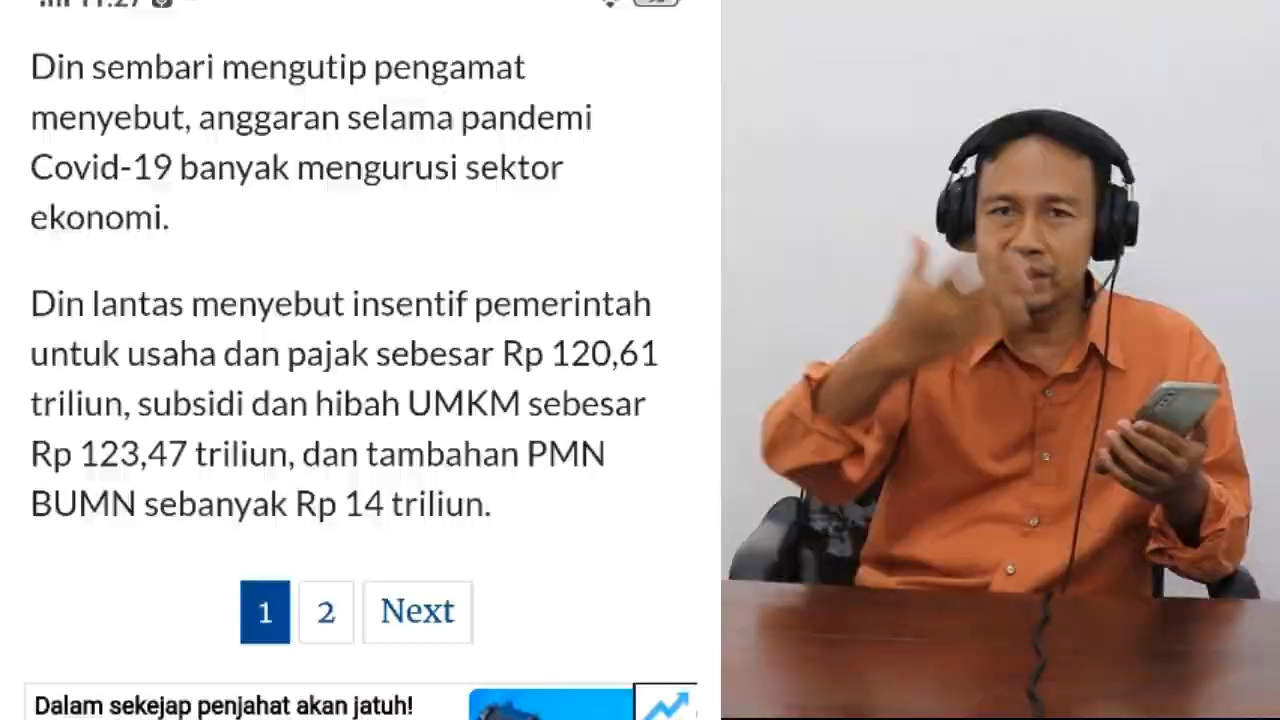 Din sembari mengutip pengamat
menyebut, anggaran selama pandemi
Covid-19 banyak mengurusi sektor
ekonomi.
Din lantas menyebut insentif pemerintah
untuk usaha dan pajak sebesar Rp 120,61
triliun, subsidi dan hibah UMKM sebesar
Rp 123,47 triliun, dan tambahan PMN
BUMN sebanyak Rp 14 triliun.
1 2 Next
Dalam sekejap penjahat akan jatuh!